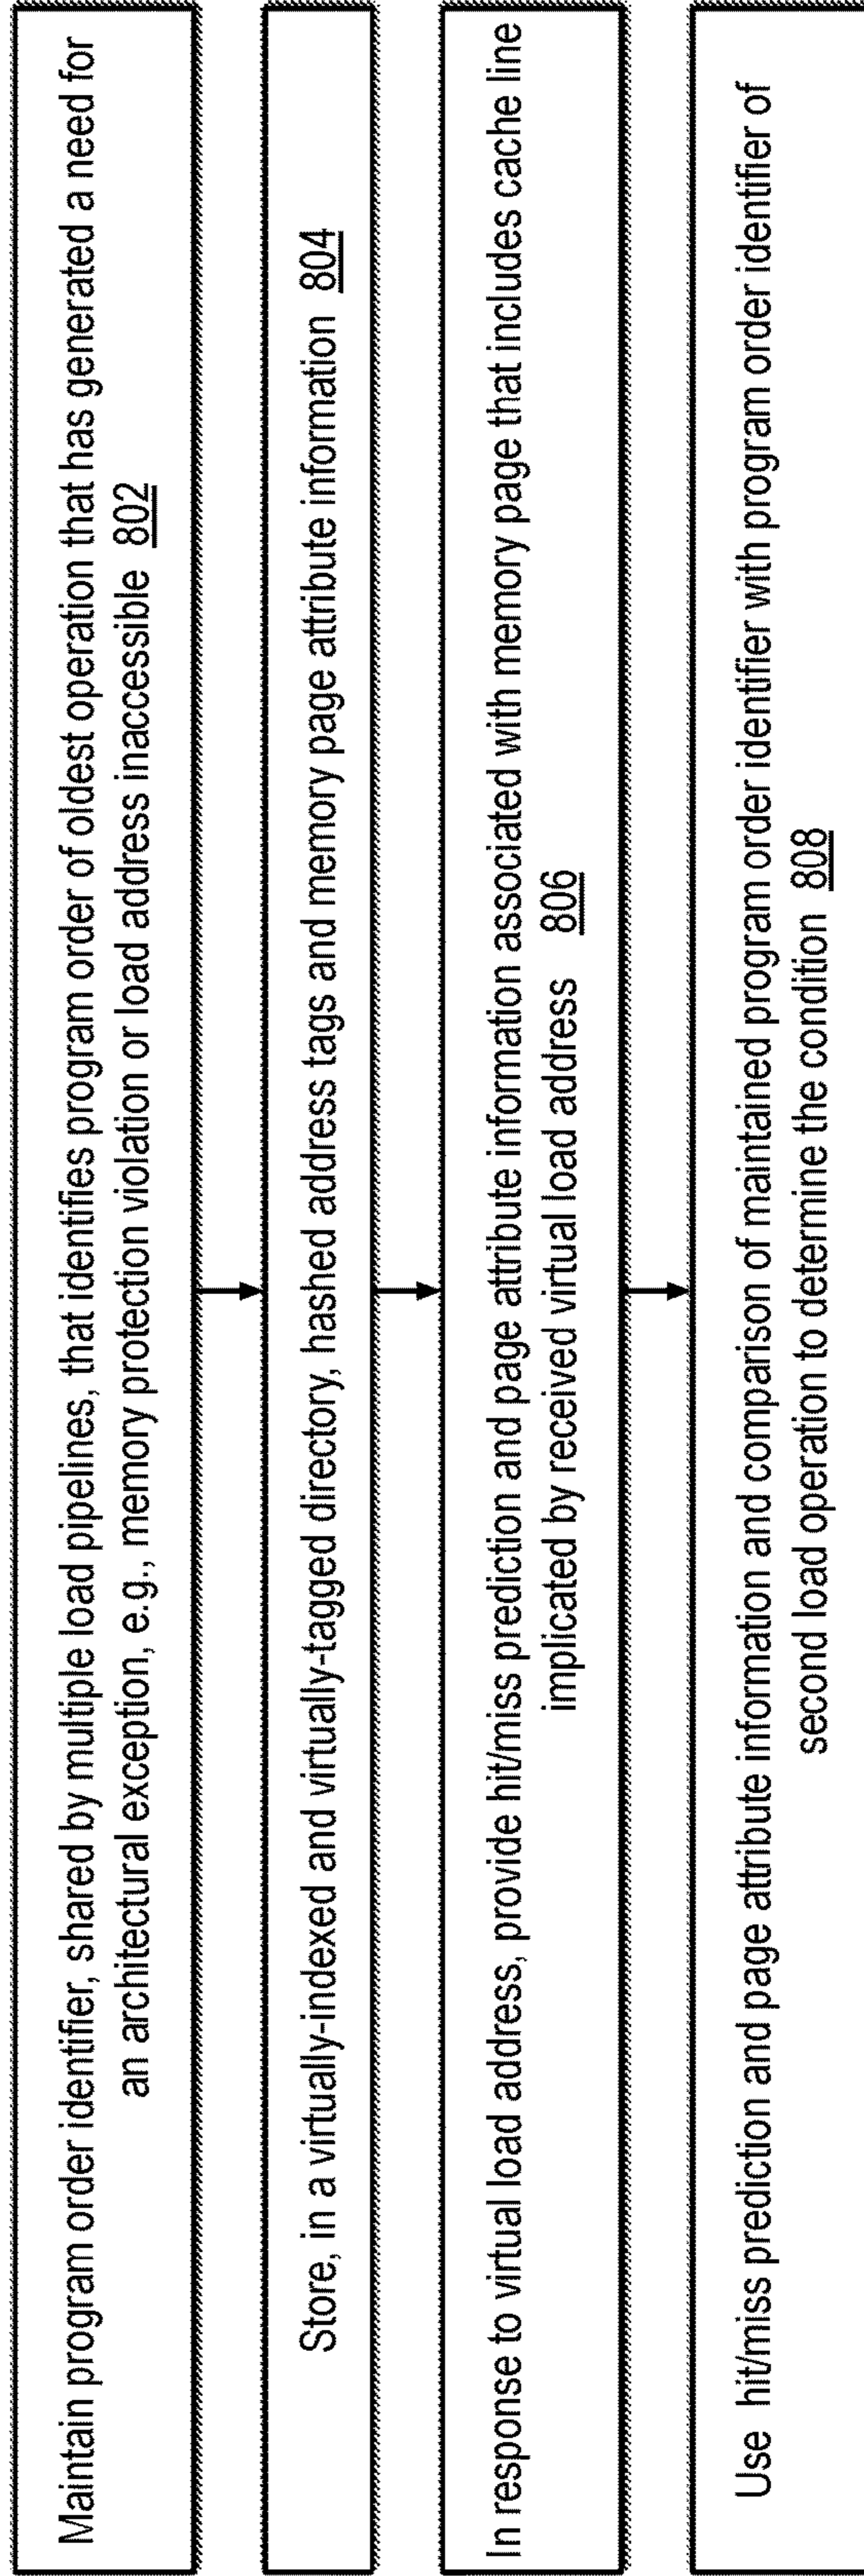 Maintain program order identifier, shared by multiple load pipelines, that identifies program order of oldest operation that has generated a need for
an architectural exception, e.g., memory protection violation or load address inaccessible 802
Store, in a virtually-indexed and virtually-tagged directory, hashed address tags and memory page attribute information 804
In response to virtual load address, provide hit/miss prediction and page attribute information associated with memory page that includes cache line
implicated by received virtual load address 806
Use hit/miss prediction and page attribute information and comparison of maintained program order identifier with program order identifier of
second load operation to determine the condition 808